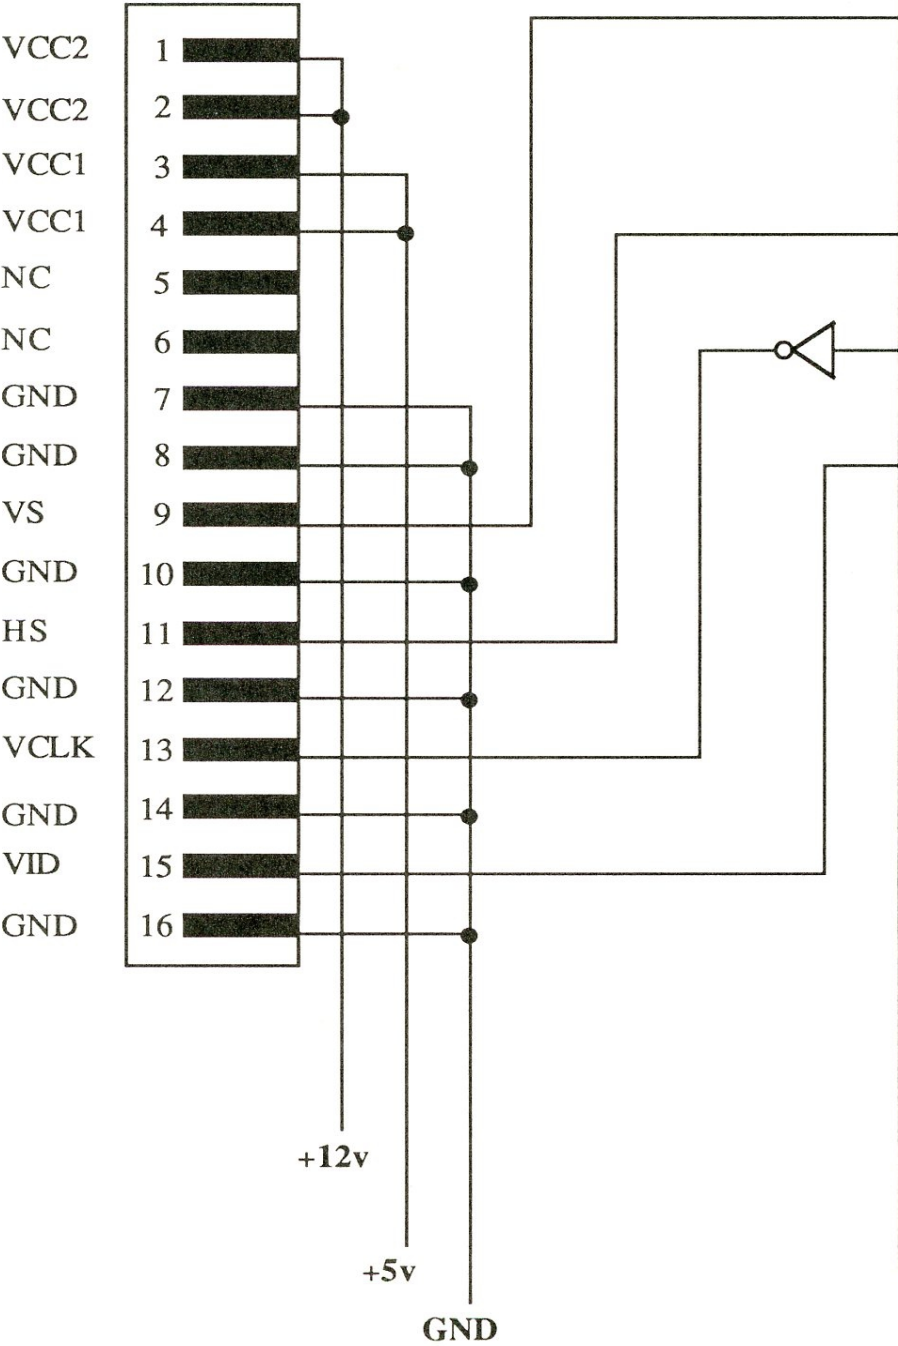 VCC2 1
VCC2 2
VCC1 3
VCC1 4
NC 5
NC 6
GND 7
GND 8
VS 9
GND 10
HS 11
GND 12
VCLK 13
GND 14
VID 15
GND 16
+12v
+5v
GND